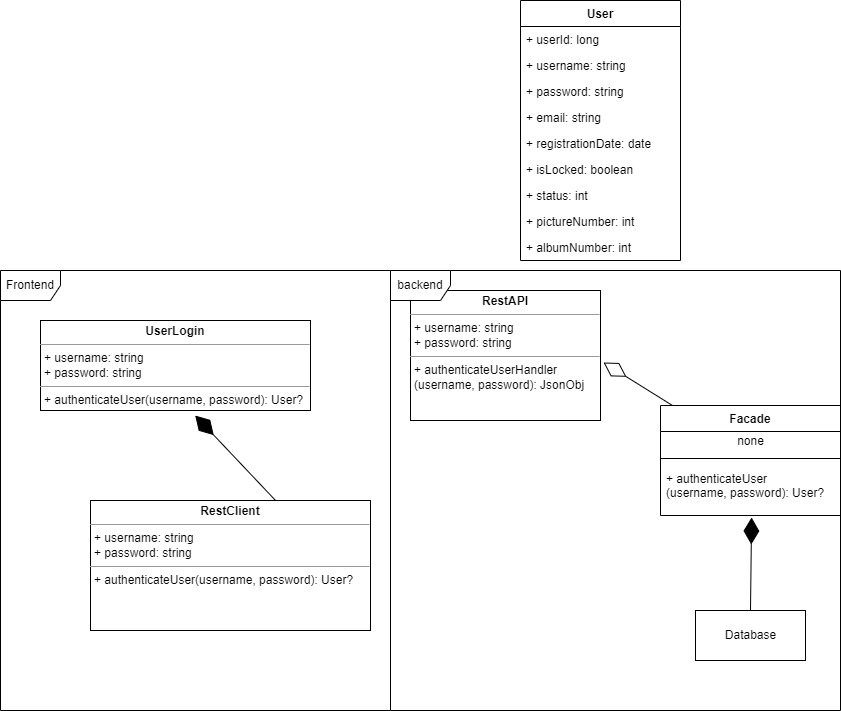 User
+ userId: long
+ username: string
+ password: string
+ email: string
+ registrationDate: date
+ isLocked: boolean
+ status: int
+ pictureNumber: int
+ albumNumber: int
Frontend
UserLogin
+ username: string
+ password: string
+ authenticateUser(username, password): User?
RestClient
+ username: string
+ password: string
+ authenticateUser(username, password): User?
backend
RestAPI
+ username: string
+ password: string
+ authenticateUserHandler
(username, password): JsonObj
Facade
none
+ authenticateUser
(username, password): User?
Database